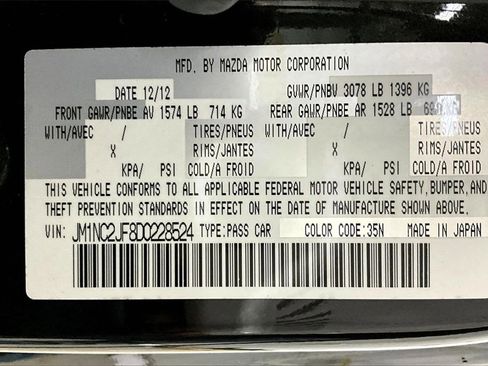 MFD. BY MAZDA MOTOR CORPORATION
DATE 12/12 GVWR/PNBV 3078 LB 1396 KG
FRONT GAWR/PNBE AV 1574 LB 714 KG REAR GAWR/PNBE AR 1528 LB KG
WITH/AVEC / TIRES/PNEUS WITH/AVEC / TIRES/PNEUS
X RIMS/JANTES X RIMS/JANTES
KPA/ PSI COLD/A FROID KPA/ PSI COLD/A FROID
THIS VEHICLE CONFORMS TO ALL APPLICABLE FEDERAL MOTOR VEHICLE SAFETY, BUMPER, AND
THEFT PREVENTION STANDARDS IN EFFECT ON THE DATE OF MANUFACTURE SHOWN ABOVE.
VIN: JM1NC2JF8D0228524 TYPE:PASS CAR COLOR CODE:35N MADE IN JAPAN